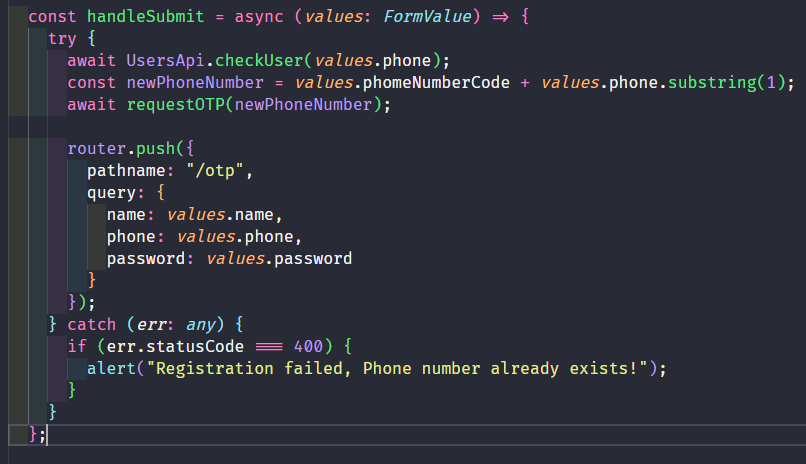 const handleSubmit = async (values: FormValue) => {
try {
await UsersApi.checkUser(values.phone);
const newPhoneNumber = values.phomeNumberCode + values.phone.substring(1);
await requestOTP(newPhoneNumber);
router.push({
pathname: "/otp",
query: {
name: values.name,
phone: values.phone,
password: values.password
}
});
} catch (err: any) {
if (err.statusCode === 400) {
alert("Registration failed, Phone number already exists!");
}
}
};